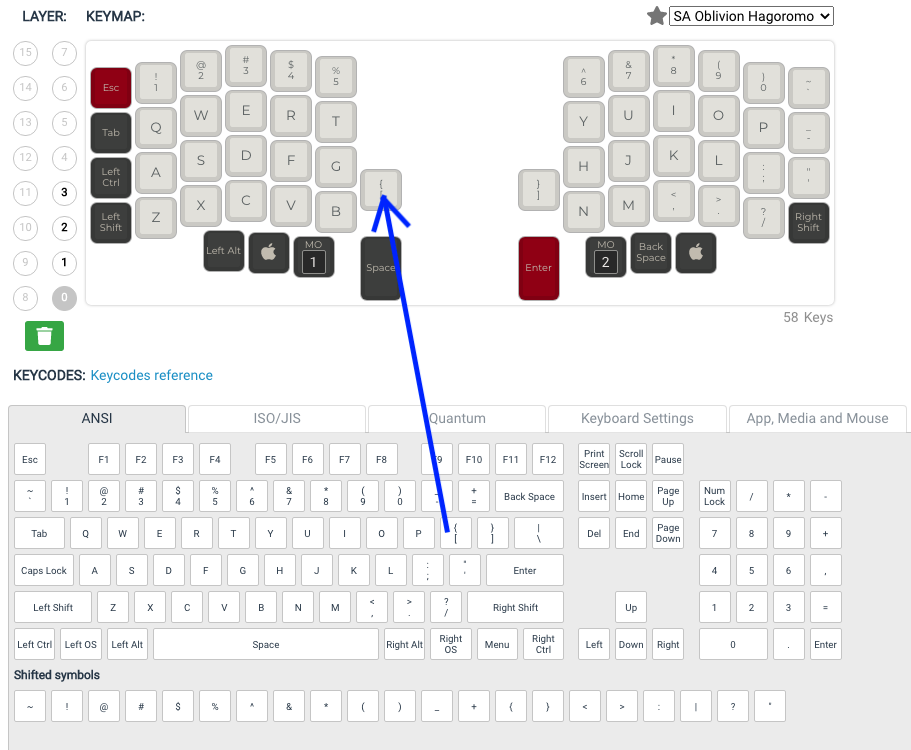 LAYER: KEYMAP: SA Oblivion Hagoromo
15 7
14 6
13 5
12 4
11 3
10 2
9 1
8 0
Esc ! 1 @ 2 # 3 $ 4 % 5 ^ 6 & 7 * 8 ( 9 ) 0
Tab Q W E R T Y U I O P
Left Ctrl A S D F G { } ] H J K L : ;
Left Shift Z X C V B N M < , > . ? / Right Shift
Left Alt MO 1 Space Enter MO 2 Back Space
58 Keys
KEYCODES: Keycodes reference
ANSI ISO/JIS Quantum Keyboard Settings App, Media and Mouse
Esc F1 F2 F3 F4 F5 F6 F7 F8 F9 F10 F11 F12 Print Screen Scroll Lock Pause
~ ` ! 1 @ 2 # 3 $ 4 % 5 ^ 6 & 7 * 8 ( 9 ) 0 + = Back Space Insert Home Page Up Num Lock / * -
Tab Q W E R T Y U I O P { [ } ] | \ Del End Page Down 7 8 9 +
Caps Lock A S D F G H J K L : ; " ' Enter 4 5 6 ,
Left Shift Z X C V B N M < , > . ? / Right Shift Up 1 2 3 =
Left Ctrl Left OS Left Alt Space Right Alt Right OS Menu Right Ctrl Left Down Right 0 . Enter
Shifted symbols
~ ! @ # $ % ^ & * ( ) _ + { } < > : | ? "